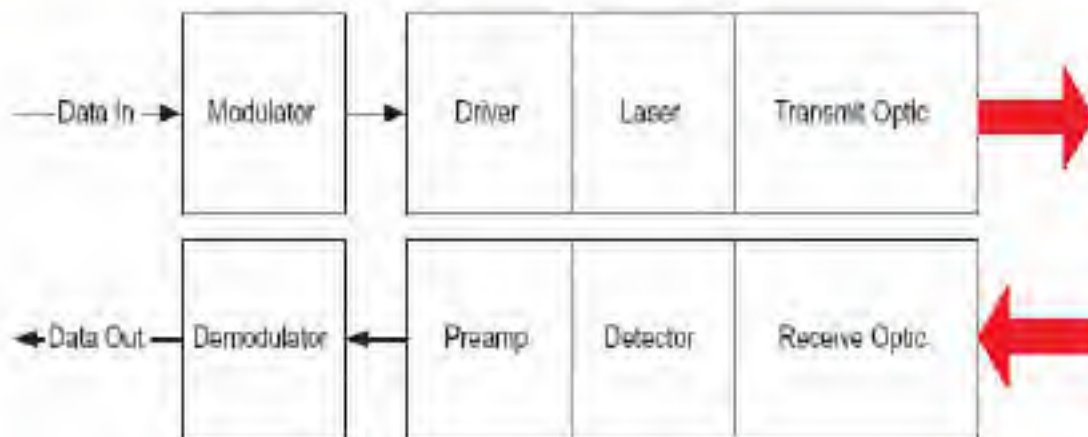 Data In Modulator Driver Laser Transmit Optic
Data Out Demodulator Preamp Detector Receive Optic